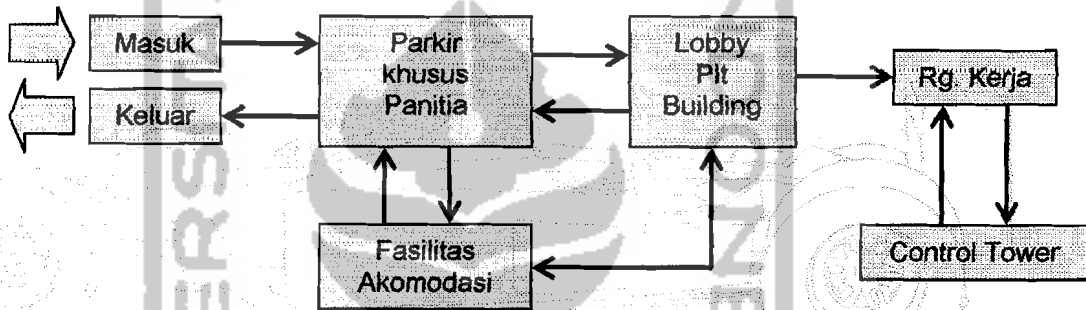 Masuk
Keluar
Parkir
khusus
Panitia
Lobby
Pit
Building
Rg. Kerja
Fasilitas
Akomodasi
Control Tower